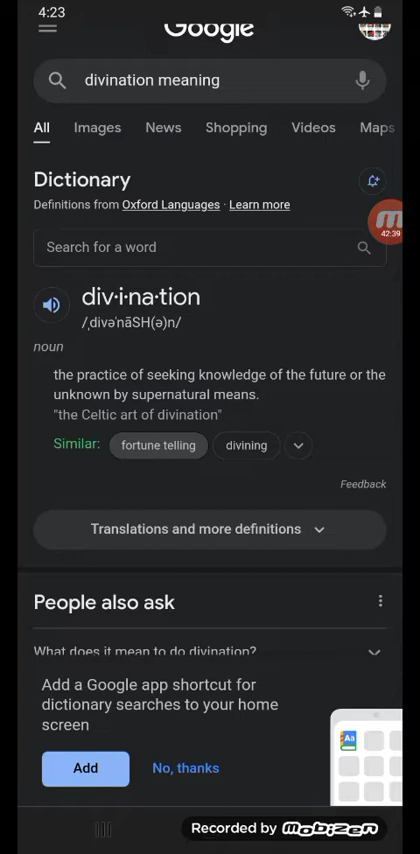 4:23
Google
divination meaning
All Images News Shopping Videos Maps
Dictionary
Definitions from Oxford Languages · Learn more
42:39
Search for a word
div·i·na·tion
/ˌdivəˈnāSH(ə)n/
noun
the practice of seeking knowledge of the future or the
unknown by supernatural means.
"the Celtic art of divination"
Similar: fortune telling divining
Feedback
Translations and more definitions
People also ask
What does it mean to do divination?
Add a Google app shortcut for
dictionary searches to your home
screen
Aa
Add No, thanks
Recorded by mobizen